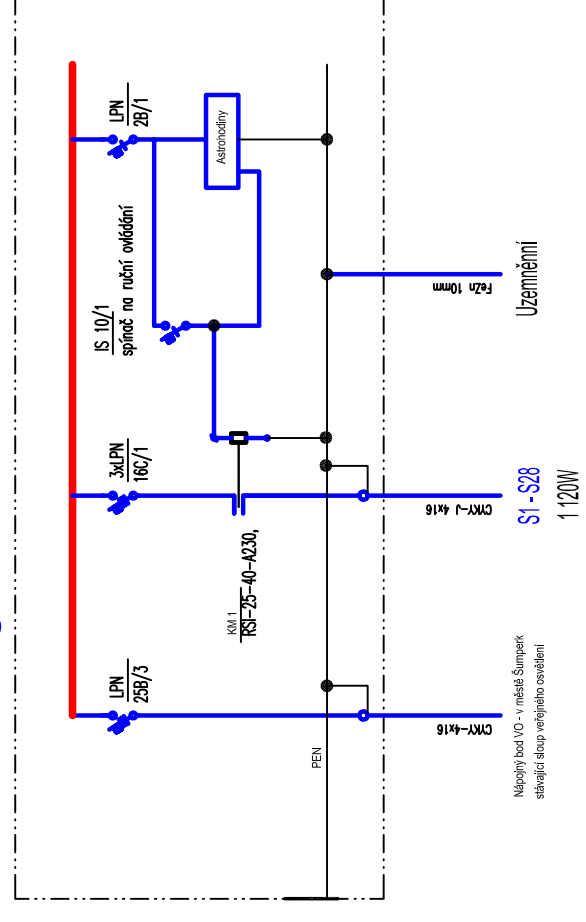 LPN
25B/3
3xLPN
16C/1
IS 10/1
spínač na ruční ovládání
LPN
2B/1
Astrohodiny
KM 1
RSI-25-40-A230,
PEN
CYKY-4x16
CYKY-J 4x16
FeZn 10mm
Nápojný bod VO - v městě Šumperk
stávající sloup veřejného osvětlení
S1 - S28
1 120W
Uzemnění